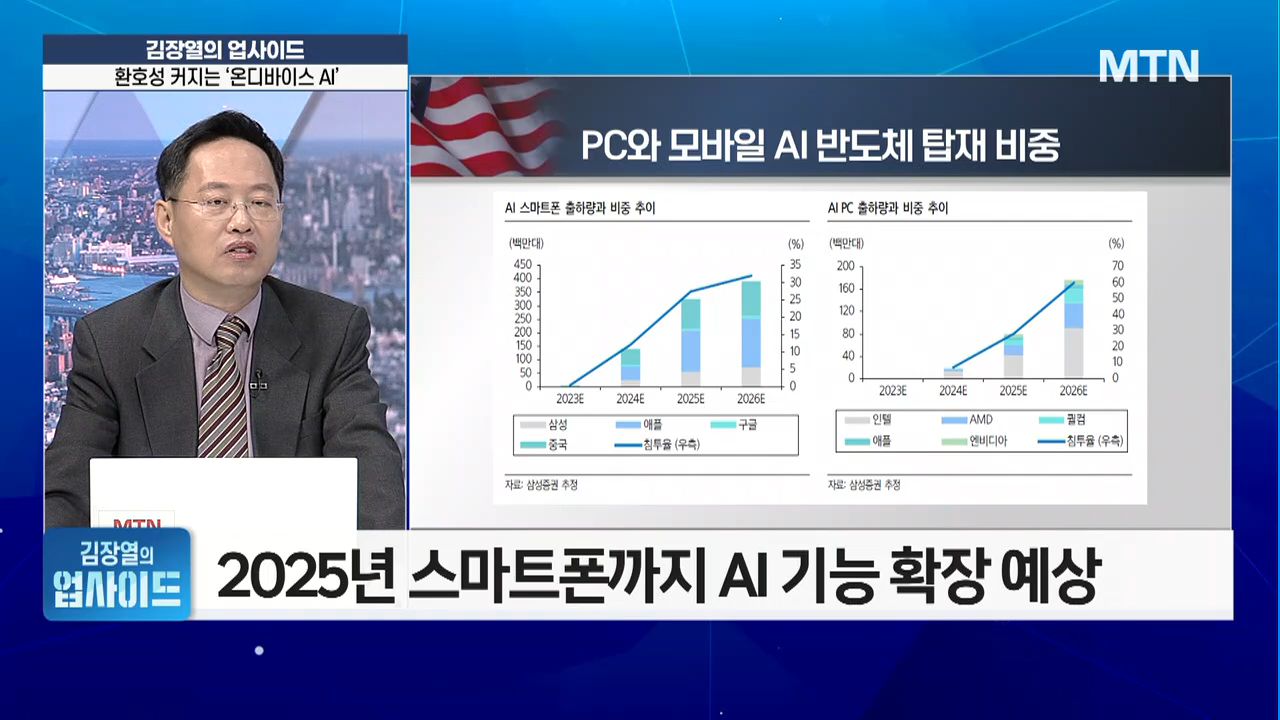 김장열의 업사이드
환호성 커지는 ‘온디바이스 AI’
MTN
PC와 모바일 AI 반도체 탑재 비중
AI 스마트폰 출하량과 비중 추이
(백만대) (%)
450 35
400 30
350 25
300 20
250 15
200 10
150 5
100 0
50
0
2023E 2024E 2025E 2026E
삼성 애플 구글
중국 침투율 (우측)
자료: 삼성증권 추정
AI PC 출하량과 비중 추이
(백만대) (%)
200 70
160 60
120 50
80 40
40 30
0 20
10
0
2023E 2024E 2025E 2026E
인텔 AMD 퀄컴
애플 엔비디아 침투율 (우측)
자료: 삼성증권 추정
MTN
김장열의
업사이드
2025년 스마트폰까지 AI 기능 확장 예상